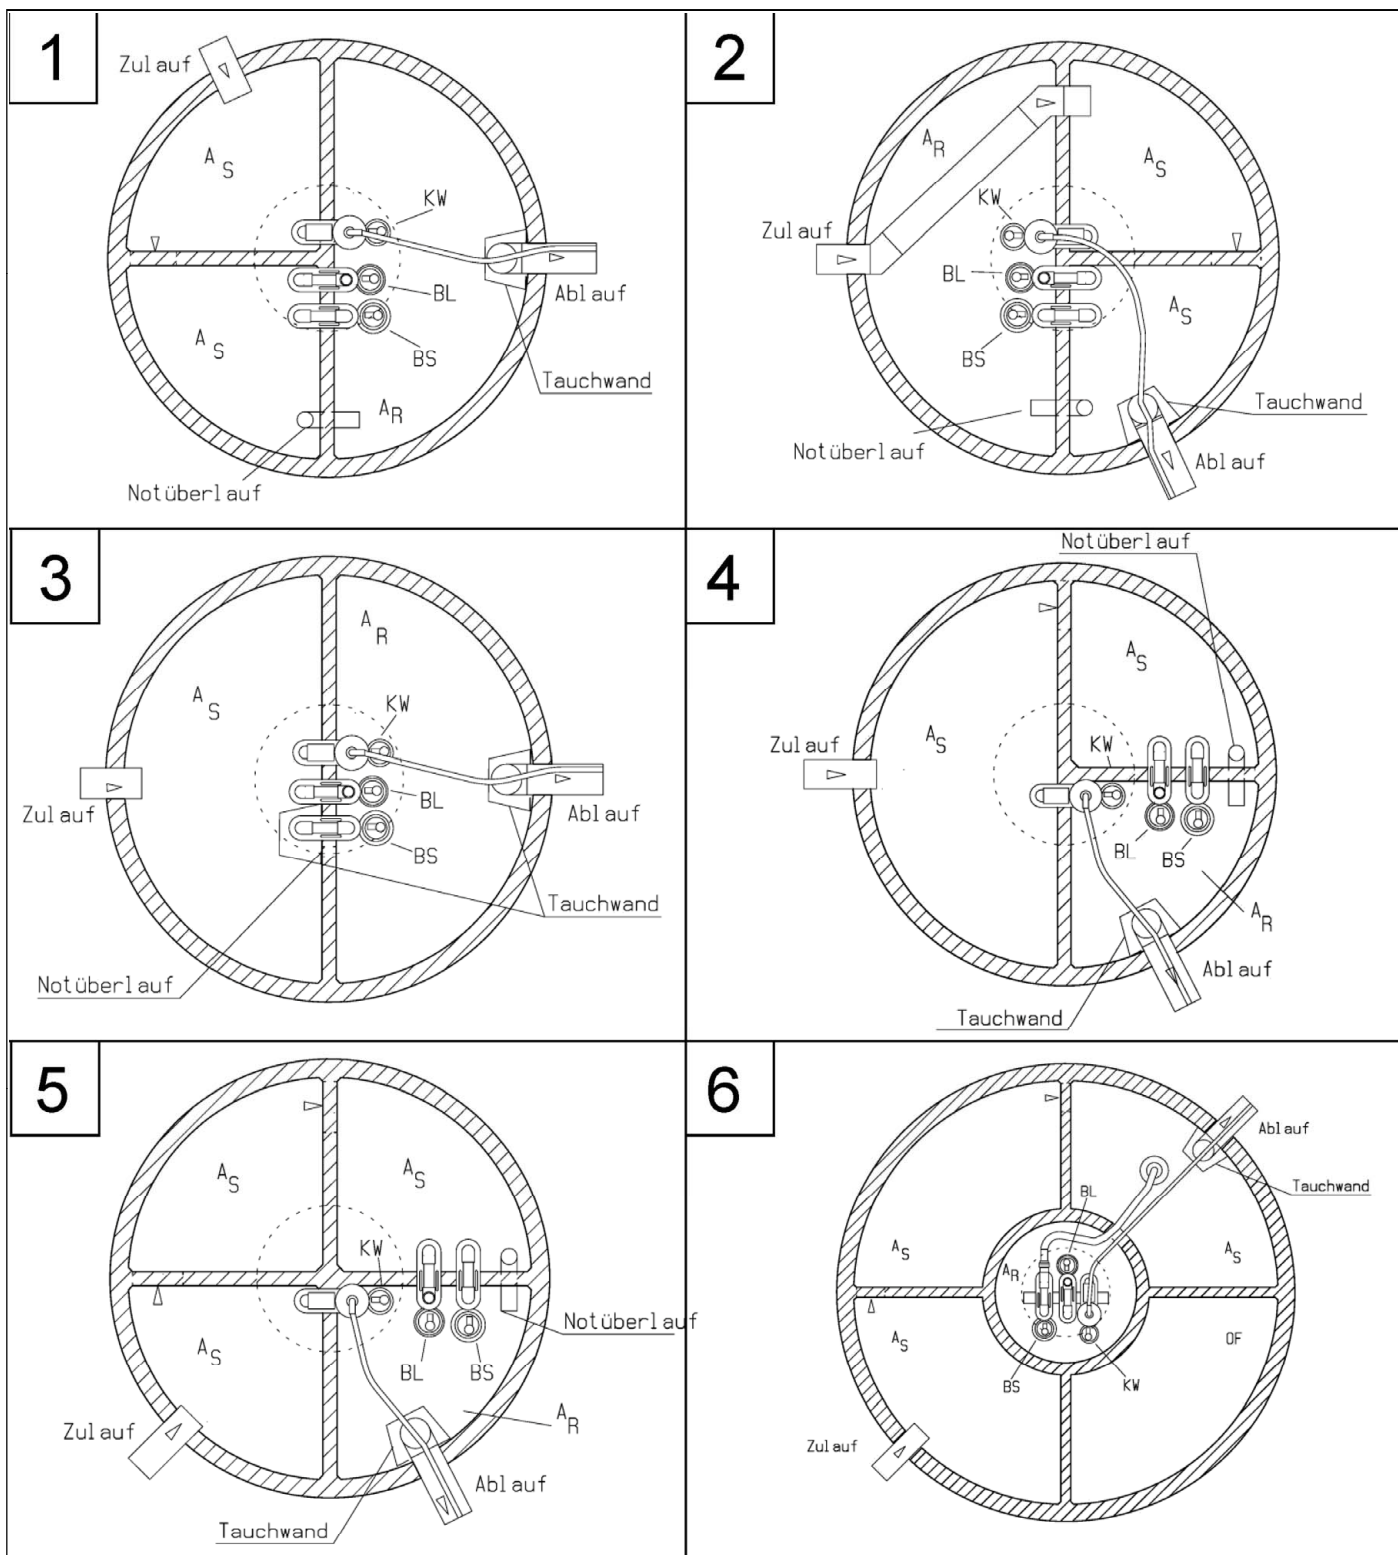 1
Zulauf
A S
KW
BL
Ablauf
A S
BS
Tauchwand
A R
Notüberlauf
2
A R
A S
KW
Zulauf
BL
A S
BS
Tauchwand
Notüberlauf
Ablauf
3
A R
A S
KW
BL
Zulauf
Ablauf
BS
Tauchwand
Notüberlauf
4
Notüberlauf
A S
A S
KW
Zulauf
BL
BS
A R
Ablauf
Tauchwand
5
A S
A S
KW
Notüberlauf
A S
BL
BS
A R
Zulauf
Ablauf
Tauchwand
6
Ablauf
Tauchwand
BL
A S
A S
A R
A S
OF
BS
KW
Zulauf